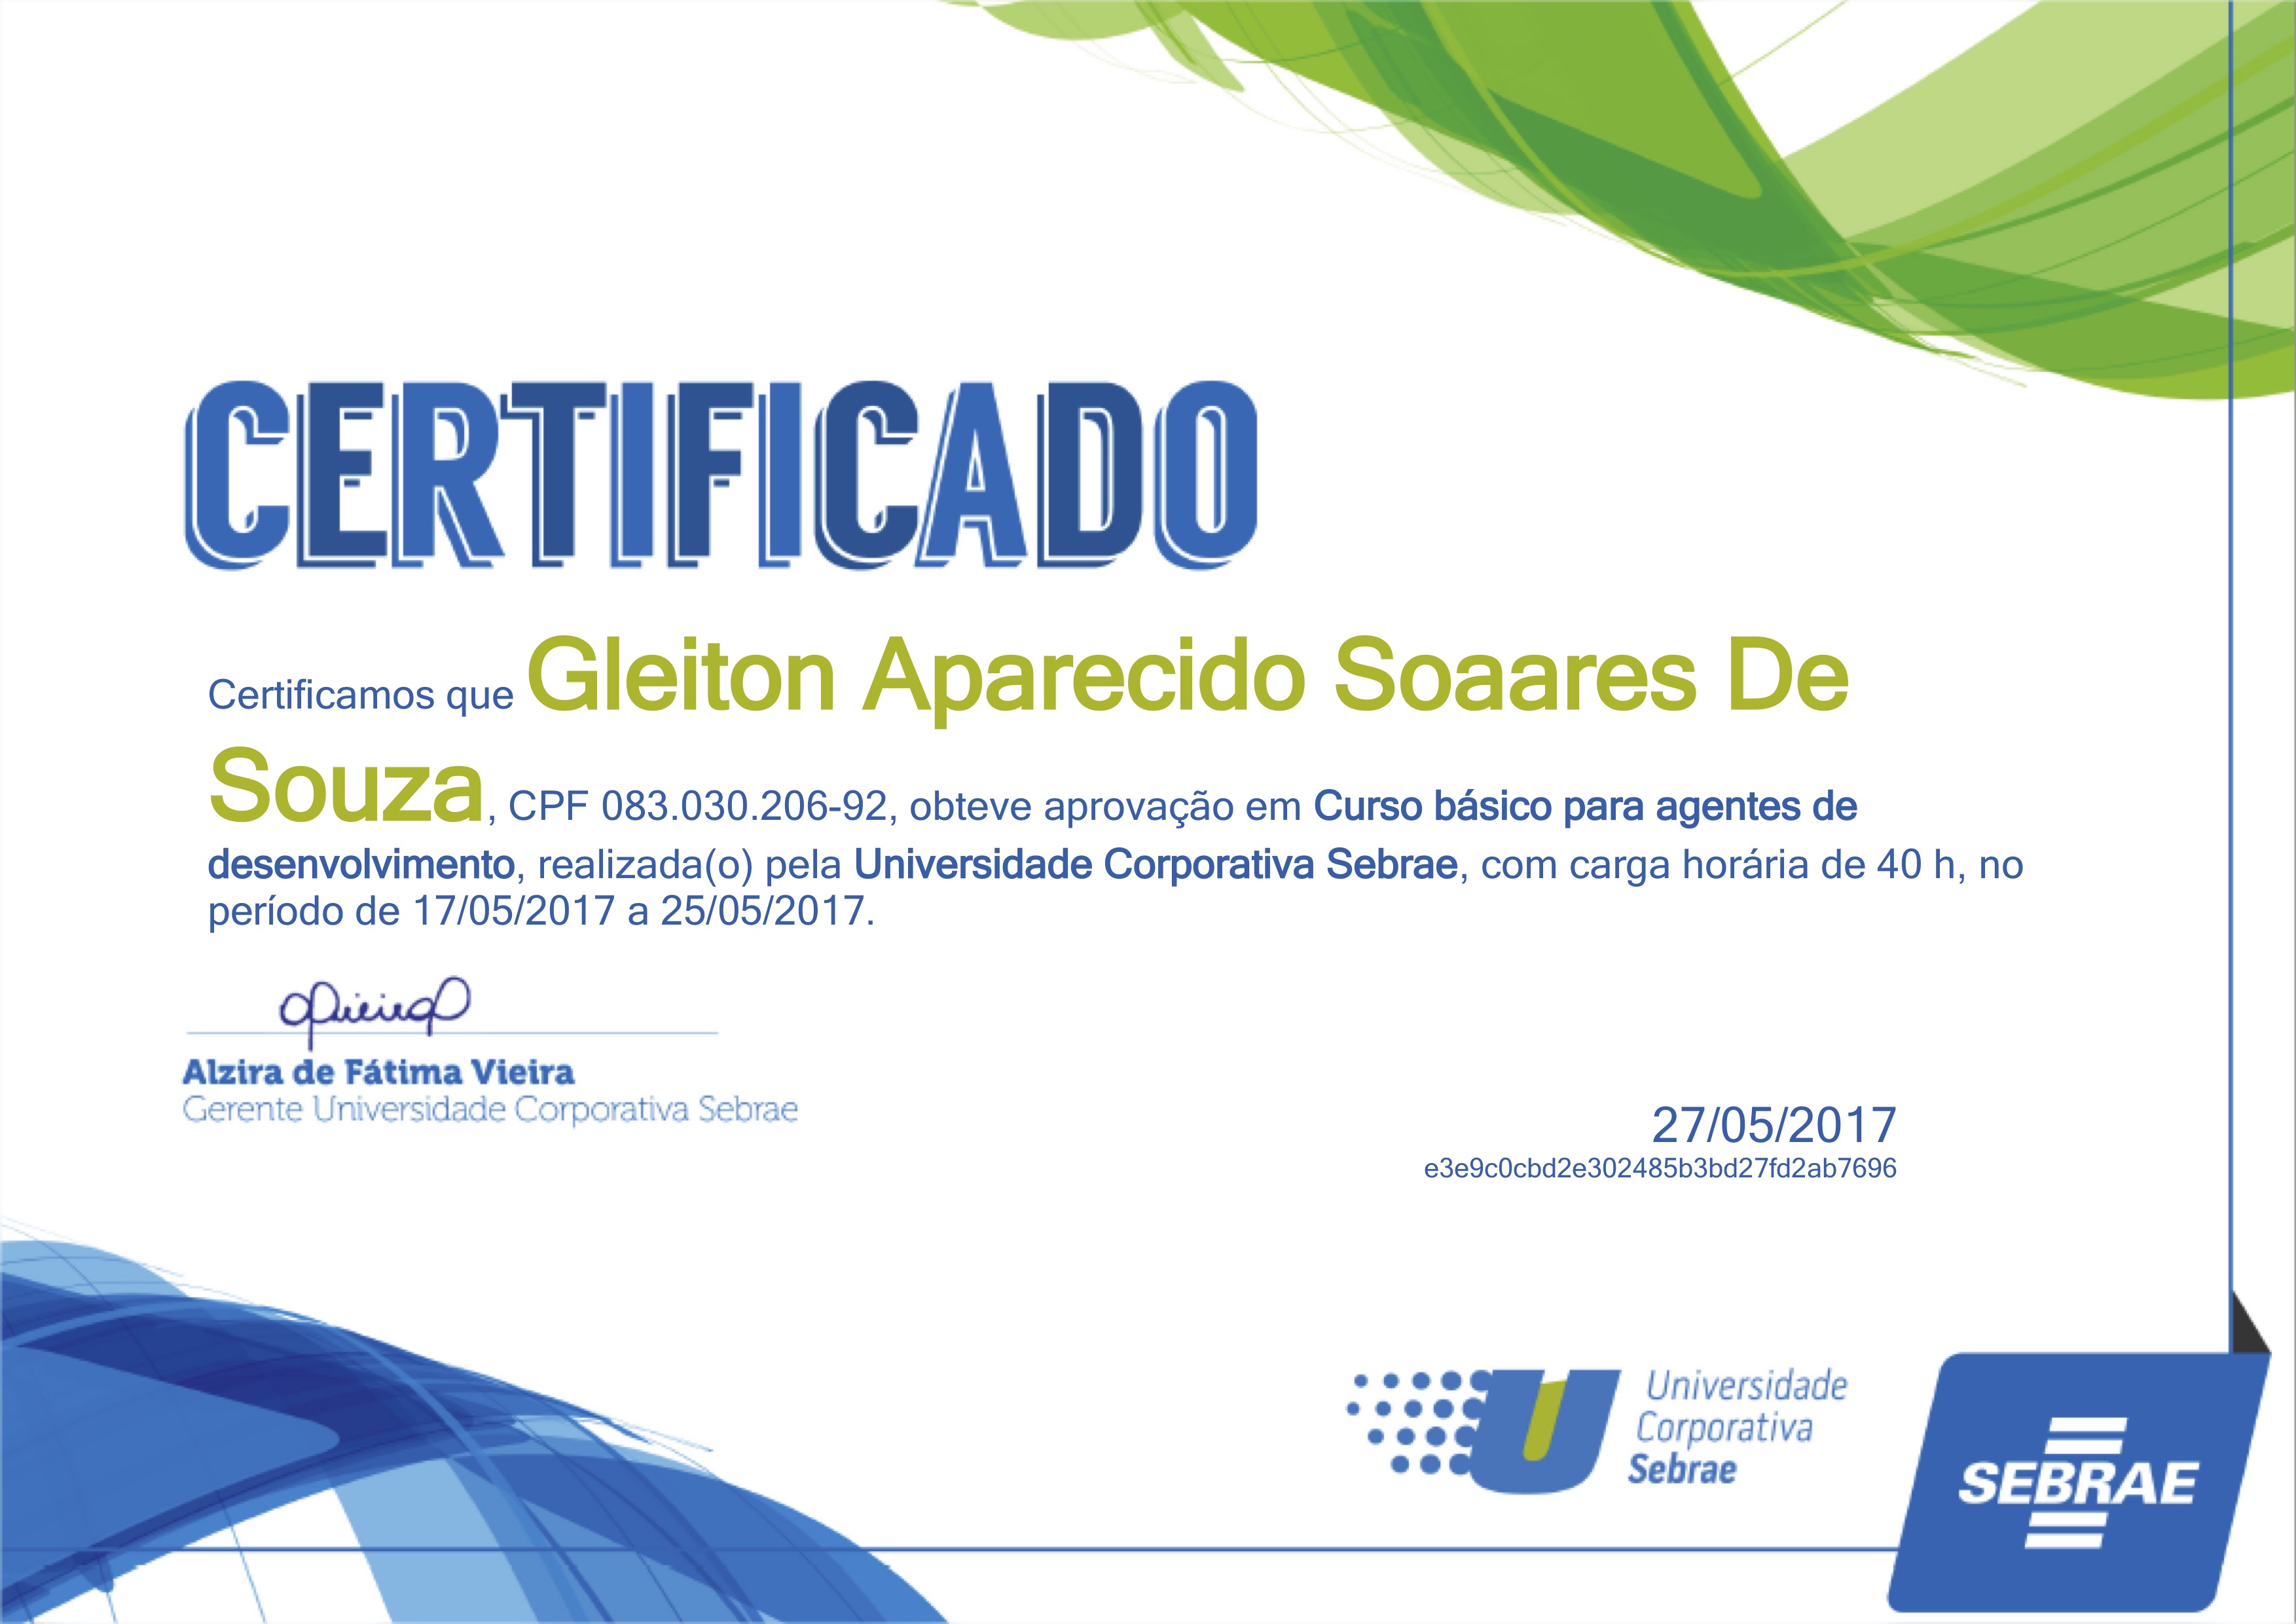 CERTIFICADO
Certificamos que Gleiton Aparecido Soaares De
Souza, CPF 083.030.206-92, obteve aprovação em Curso básico para agentes de
desenvolvimento, realizada(o) pela Universidade Corporativa Sebrae, com carga horária de 40 h, no
período de 17/05/2017 a 25/05/2017.
Alzira de Fátima Vieira
Gerente Universidade Corporativa Sebrae
27/05/2017
e3e9c0cbd2e302485b3bd27fd2ab7696
Universidade
Corporativa
Sebrae
SEBRAE